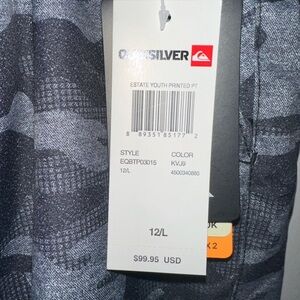 QUIKSILVER
ESTATE YOUTH PRINTED PT
8 89351 85177 2
STYLE COLOR
EQBTP03015 KVJ9
12/L 4500340880
12/L
$99.95 USD